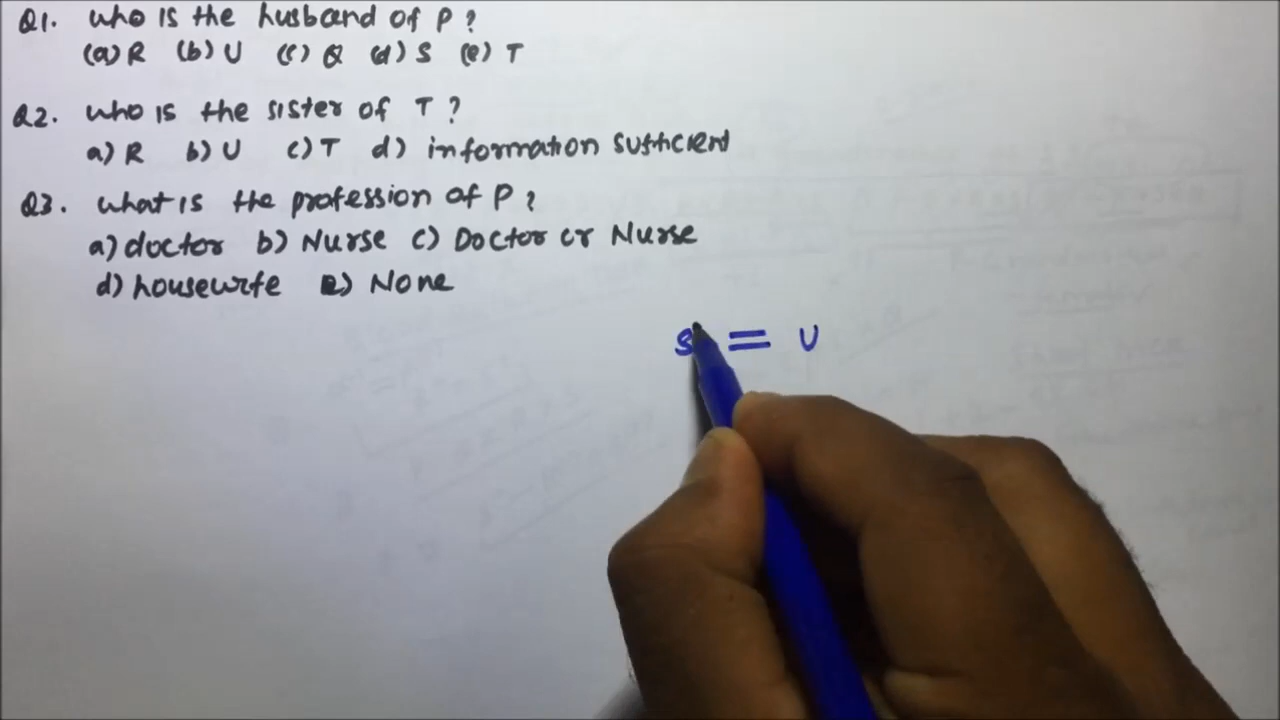 Q1. who is the husband of P?
(a) R (b) U (c) Q (d) S (e) T
Q2. who is the sister of T?
a) R b) U c) T d) information sufficient
Q3. what is the profession of P?
a) doctor b) Nurse c) Doctor or Nurse
d) housewife e) None
S = U